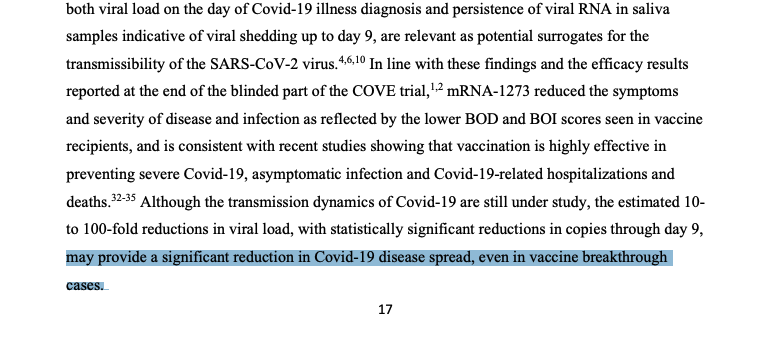 both viral load on the day of Covid-19 illness diagnosis and persistence of viral RNA in saliva
samples indicative of viral shedding up to day 9, are relevant as potential surrogates for the
transmissibility of the SARS-CoV-2 virus.4,6,10 In line with these findings and the efficacy results
reported at the end of the blinded part of the COVE trial,1,2 mRNA-1273 reduced the symptoms
and severity of disease and infection as reflected by the lower BOD and BOI scores seen in vaccine
recipients, and is consistent with recent studies showing that vaccination is highly effective in
preventing severe Covid-19, asymptomatic infection and Covid-19-related hospitalizations and
deaths.32-35 Although the transmission dynamics of Covid-19 are still under study, the estimated 10-
to 100-fold reductions in viral load, with statistically significant reductions in copies through day 9,
may provide a significant reduction in Covid-19 disease spread, even in vaccine breakthrough
cases.
17